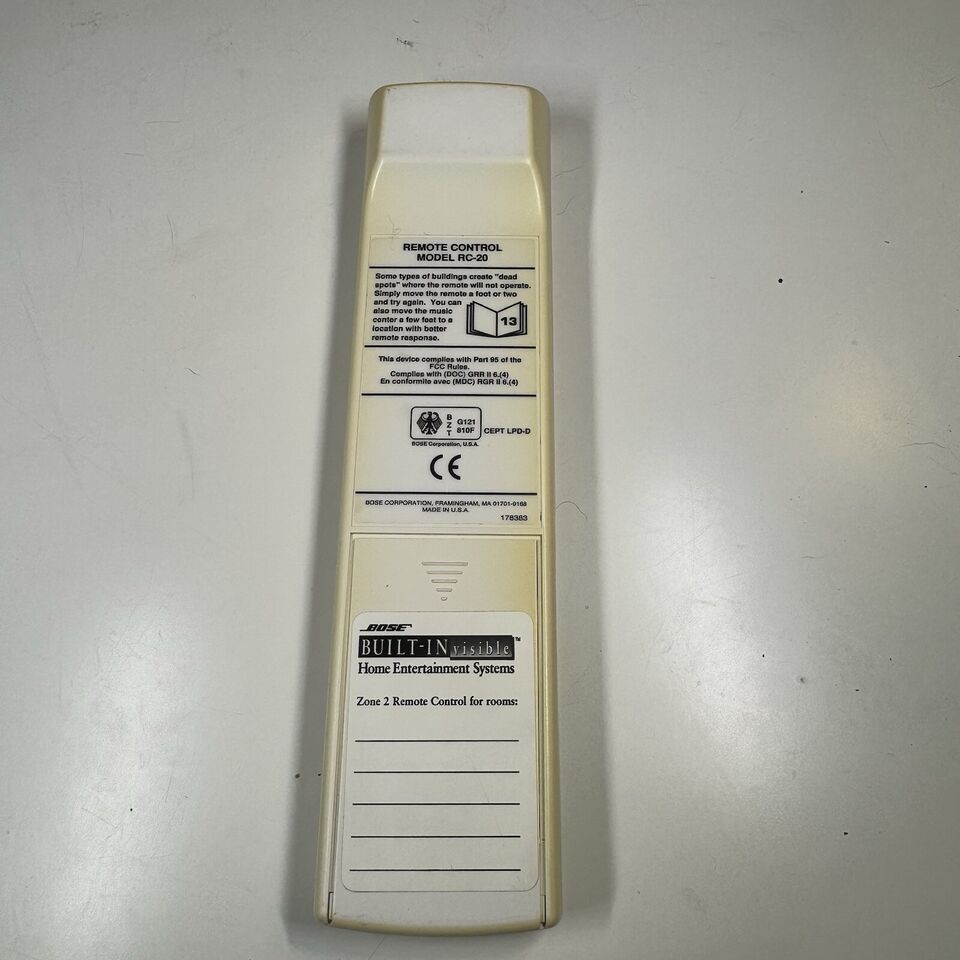 REMOTE CONTROL
MODEL RC-20
Some types of buildings create "dead
spots" where the remote will not operate.
Simply move the remote a foot or two
and try again. You can
also move the music
center a few feet to a
location with better
remote response.
13
This device complies with Part 95 of the
FCC Rules.
Complies with (DOC) GRR II 6.(4)
En conformite avec (MDC) RGR II 6.(4)
B
Z
T
G121
810F
CEPT LPD-D
BOSE Corporation, U.S.A.
CE
BOSE CORPORATION, FRAMINGHAM, MA 01701-9168
MADE IN U.S.A.
178383
BOSE
BUILT-INvisible™
Home Entertainment Systems
Zone 2 Remote Control for rooms: